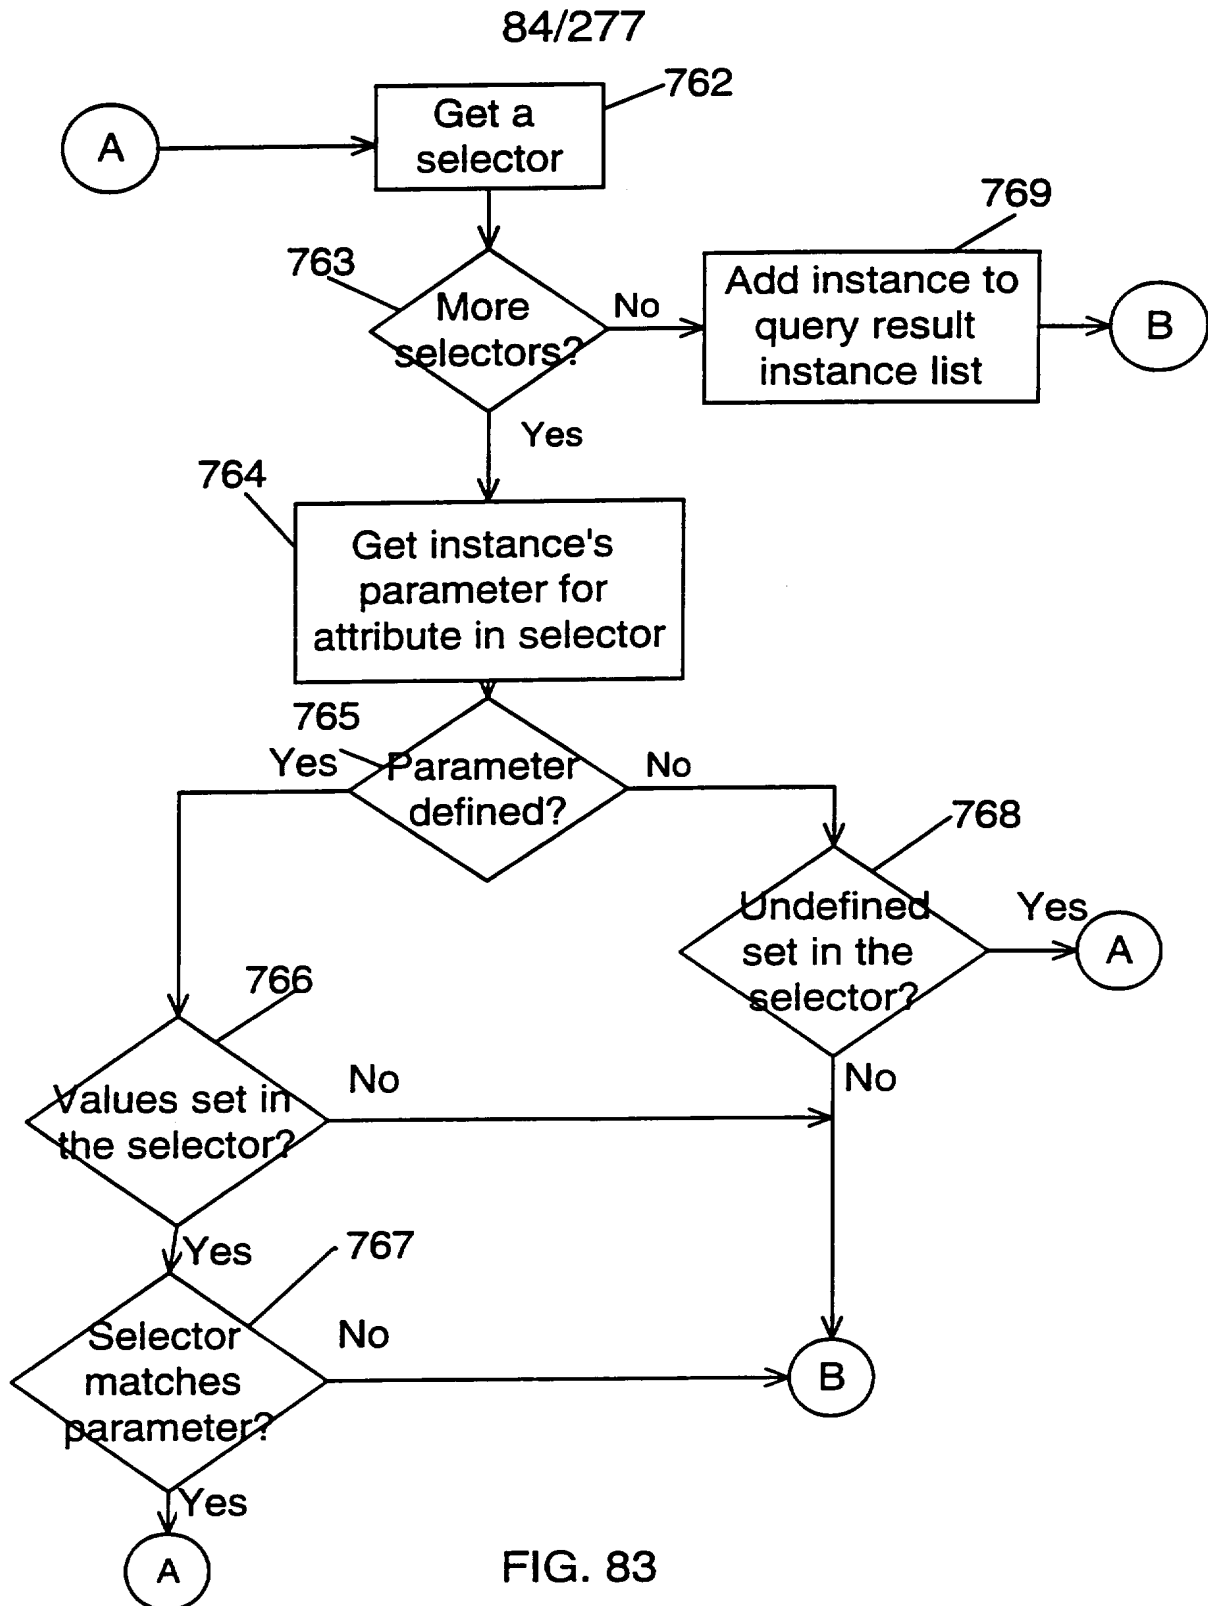 84/277
762
A
Get a
selector
769
763
More
selectors?
No
Add instance to
query result
instance list
B
Yes
764
Get instance's
parameter for
attribute in selector
765
Yes
Parameter
defined?
No
768
Undefined
set in the
selector?
Yes
A
766
Values set in
the selector?
No
No
Yes
767
Selector
matches
parameter?
No
B
Yes
A
FIG. 83